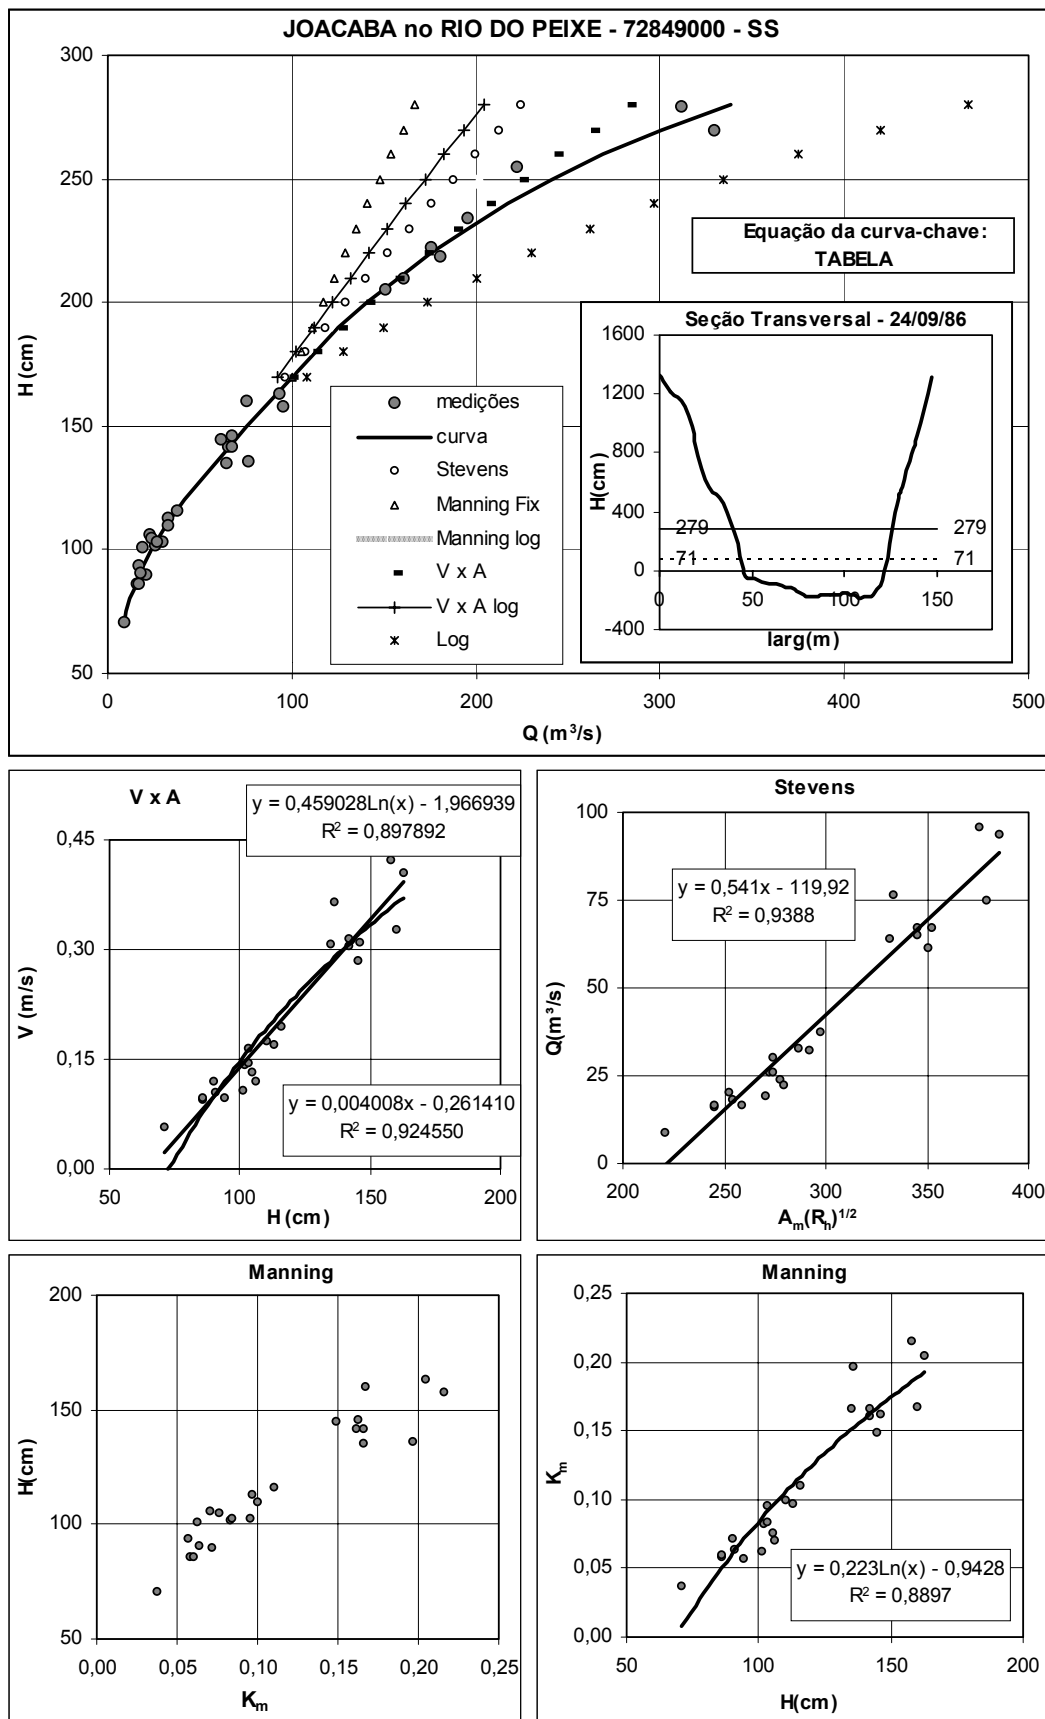 JOACABA no RIO DO PEIXE - 72849000 - SS
300
250
200
150
100
50
H(cm)
0
100
200
300
400
500
Q (m³/s)
Equação da curva-chave:
TABELA
medições
curva
Stevens
Manning Fix
Manning log
V x A
V x A log
Log
Seção Transversal - 24/09/86
1600
1200
800
400
0
-400
H(cm)
279
279
71
71
0
50
100
150
larg(m)
V x A
y = 0,459028Ln(x) - 1,966939
R² = 0,897892
0,45
0,30
0,15
0,00
V (m/s)
y = 0,004008x - 0,261410
R² = 0,924550
50
100
150
200
H (cm)
Stevens
100
75
50
25
0
Q(m³/s)
y = 0,541x - 119,92
R² = 0,9388
200
250
300
350
400
Aₘ(Rₕ)^1/2
Manning
200
150
100
50
H(cm)
0,00
0,05
0,10
0,15
0,20
0,25
Kₘ
Manning
0,25
0,20
0,15
0,10
0,05
0,00
Kₘ
y = 0,223Ln(x) - 0,9428
R² = 0,8897
50
100
150
200
H(cm)